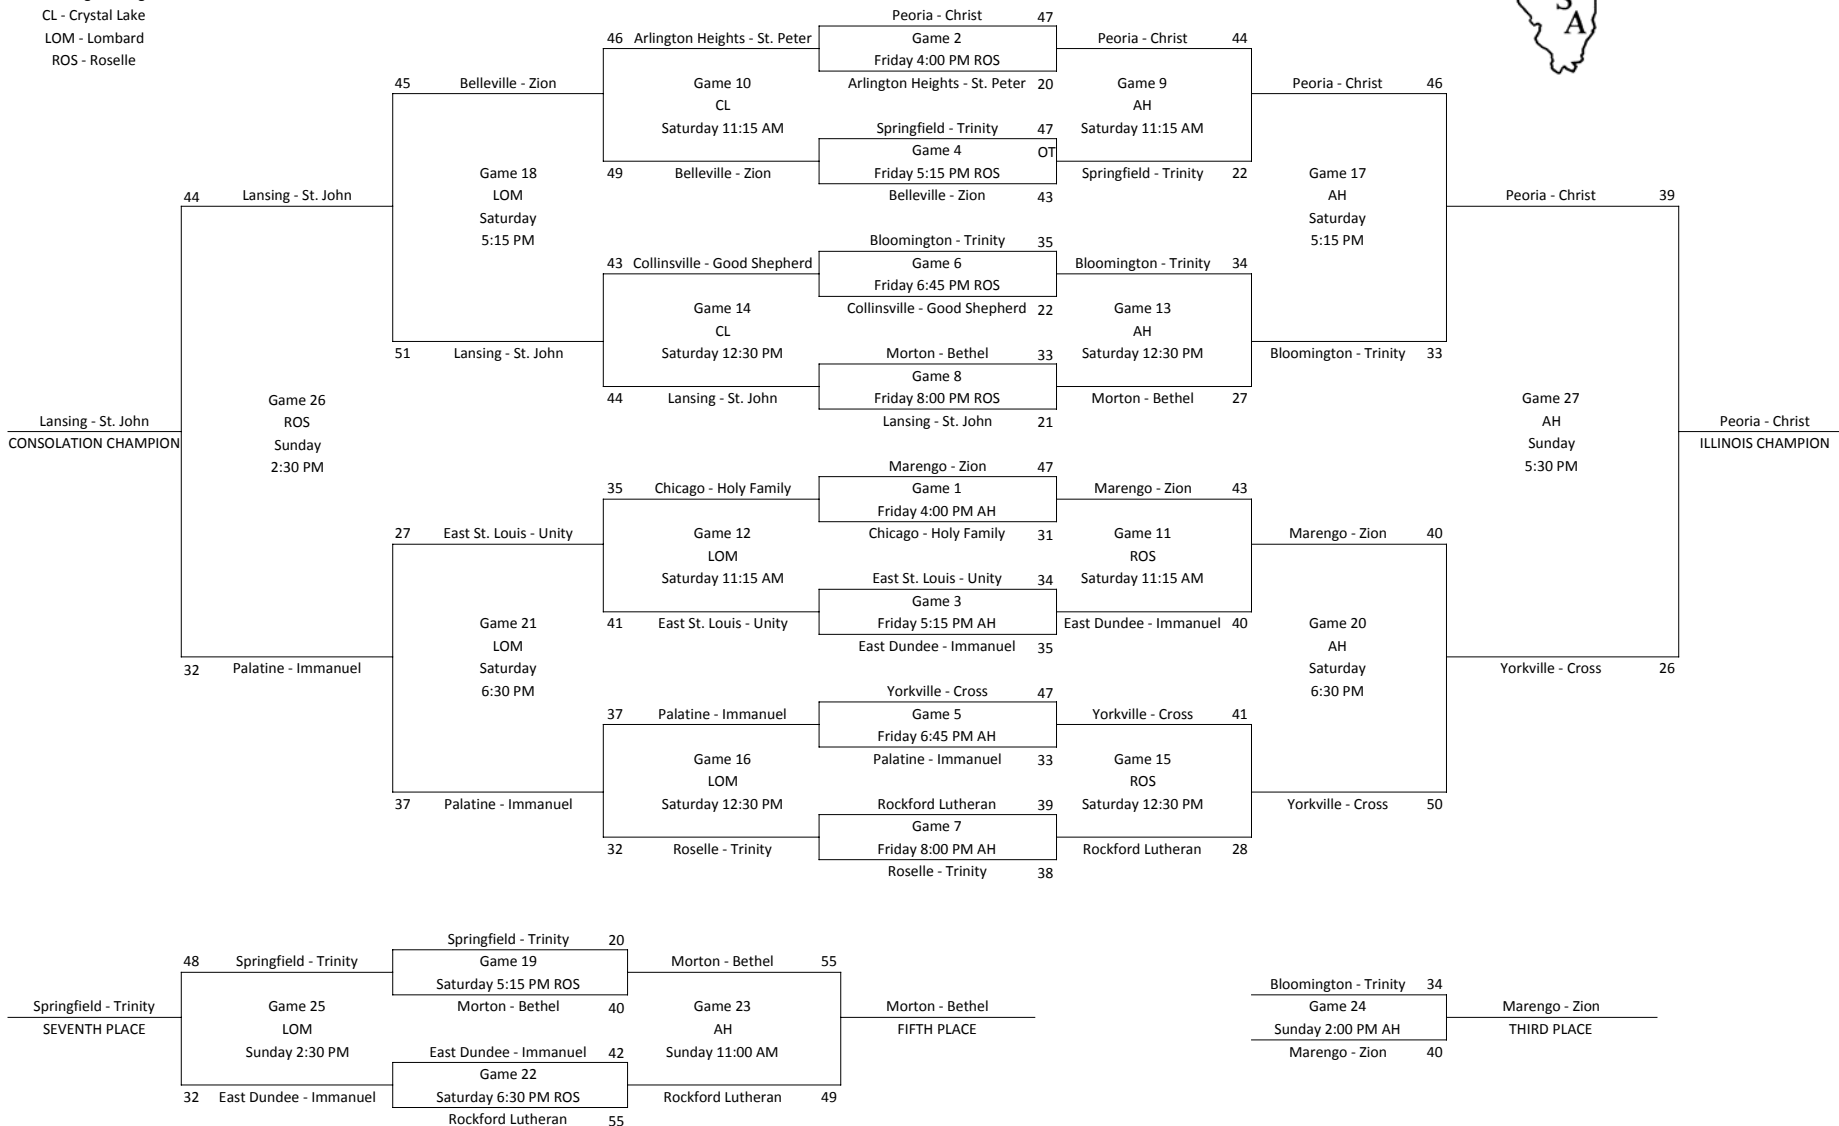 CL - Crystal Lake
LOM - Lombard
ROS - Roselle
S
A
Peoria - Christ 47
Game 2
Friday 4:00 PM ROS
Arlington Heights - St. Peter 20
Springfield - Trinity 47
Game 4 OT
Friday 5:15 PM ROS
Belleville - Zion 43
Bloomington - Trinity 35
Game 6
Friday 6:45 PM ROS
Collinsville - Good Shepherd 22
Morton - Bethel 33
Game 8
Friday 8:00 PM ROS
Lansing - St. John 21
Marengo - Zion 47
Game 1
Friday 4:00 PM AH
Chicago - Holy Family 31
East St. Louis - Unity 34
Game 3
Friday 5:15 PM AH
East Dundee - Immanuel 35
Yorkville - Cross 47
Game 5
Friday 6:45 PM AH
Palatine - Immanuel 33
Rockford Lutheran 39
Game 7
Friday 8:00 PM AH
Roselle - Trinity 38
46 Arlington Heights - St. Peter
Game 10
CL
Saturday 11:15 AM
49 Belleville - Zion
43 Collinsville - Good Shepherd
Game 14
CL
Saturday 12:30 PM
44 Lansing - St. John
35 Chicago - Holy Family
Game 12
LOM
Saturday 11:15 AM
41 East St. Louis - Unity
37 Palatine - Immanuel
Game 16
LOM
Saturday 12:30 PM
32 Roselle - Trinity
45 Belleville - Zion
Game 18
LOM
Saturday
5:15 PM
51 Lansing - St. John
27 East St. Louis - Unity
Game 21
LOM
Saturday
6:30 PM
37 Palatine - Immanuel
44 Lansing - St. John
Game 26
ROS
Sunday
2:30 PM
32 Palatine - Immanuel
Lansing - St. John
CONSOLATION CHAMPION
Peoria - Christ 44
Game 9
AH
Saturday 11:15 AM
Springfield - Trinity 22
Bloomington - Trinity 34
Game 13
AH
Saturday 12:30 PM
Morton - Bethel 27
Marengo - Zion 43
Game 11
ROS
Saturday 11:15 AM
East Dundee - Immanuel 40
Yorkville - Cross 41
Game 15
ROS
Saturday 12:30 PM
Rockford Lutheran 28
Peoria - Christ 46
Game 17
AH
Saturday
5:15 PM
Bloomington - Trinity 33
Marengo - Zion 40
Game 20
AH
Saturday
6:30 PM
Yorkville - Cross 50
Peoria - Christ 39
Game 27
AH
Sunday
5:30 PM
Yorkville - Cross 26
Peoria - Christ
ILLINOIS CHAMPION
Springfield - Trinity 20
Game 19
Saturday 5:15 PM ROS
Morton - Bethel 40
East Dundee - Immanuel 42
Game 22
Saturday 6:30 PM ROS
Rockford Lutheran 55
48 Springfield - Trinity
Game 25
LOM
Sunday 2:30 PM
32 East Dundee - Immanuel
Springfield - Trinity
SEVENTH PLACE
Morton - Bethel 55
Game 23
AH
Sunday 11:00 AM
Rockford Lutheran 49
Morton - Bethel
FIFTH PLACE
Bloomington - Trinity 34
Game 24
Sunday 2:00 PM AH
Marengo - Zion 40
Marengo - Zion
THIRD PLACE